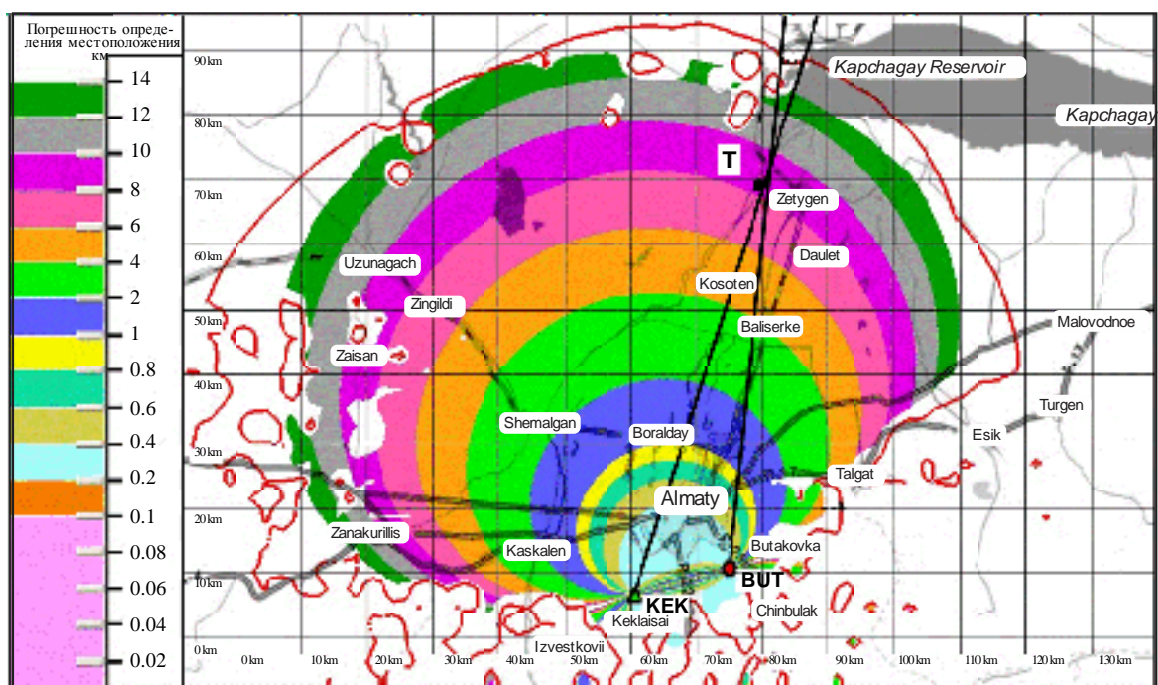 Погрешность опреде-
ления местоположения
км
14
12
10
8
6
4
2
1
0.8
0.6
0.4
0.2
0.1
0.08
0.06
0.04
0.02
90km
80km
70km
60km
50km
40km
30km
20km
10km
0km
0km
10km
20km
30km
40km
50km
60km
70km
80km
90km
100km
110km
120km
130km
Kapchagay Reservoir
Kapchagay
T
Zetygen
Daulet
Uzunagach
Kosoten
Zingildi
Baliserke
Malovodnoe
Zaisan
Turgen
Shemalgan
Boralday
Esik
Talgat
Almaty
Zanakurillis
Kaskalen
Butakovka
BUT
KEK
Chinbulak
Keklaisai
Izvestkovii